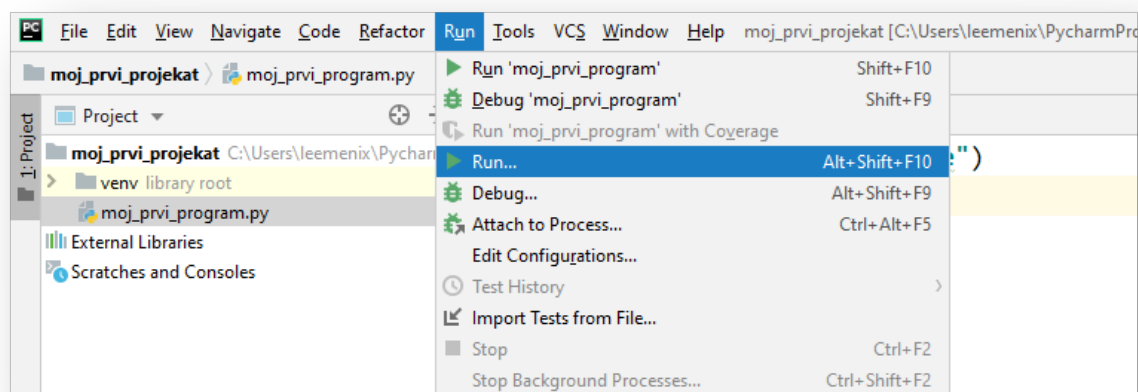 PC File Edit View Navigate Code Refactor Run Tools VCS Window Help moj_prvi_projekat [C:\Users\leemenix\PycharmPro
moj_prvi_projekat moj_prvi_program.py
1: Project
Project
moj_prvi_projekat C:\Users\leemenix\Pychar
venv library root
moj_prvi_program.py
External Libraries
Scratches and Consoles
Run 'moj_prvi_program' Shift+F10
Debug 'moj_prvi_program' Shift+F9
Run 'moj_prvi_program' with Coverage
Run... Alt+Shift+F10
Debug... Alt+Shift+F9
Attach to Process... Ctrl+Alt+F5
Edit Configurations...
Test History
Import Tests from File...
Stop Ctrl+F2
Stop Background Processes... Ctrl+Shift+F2
")